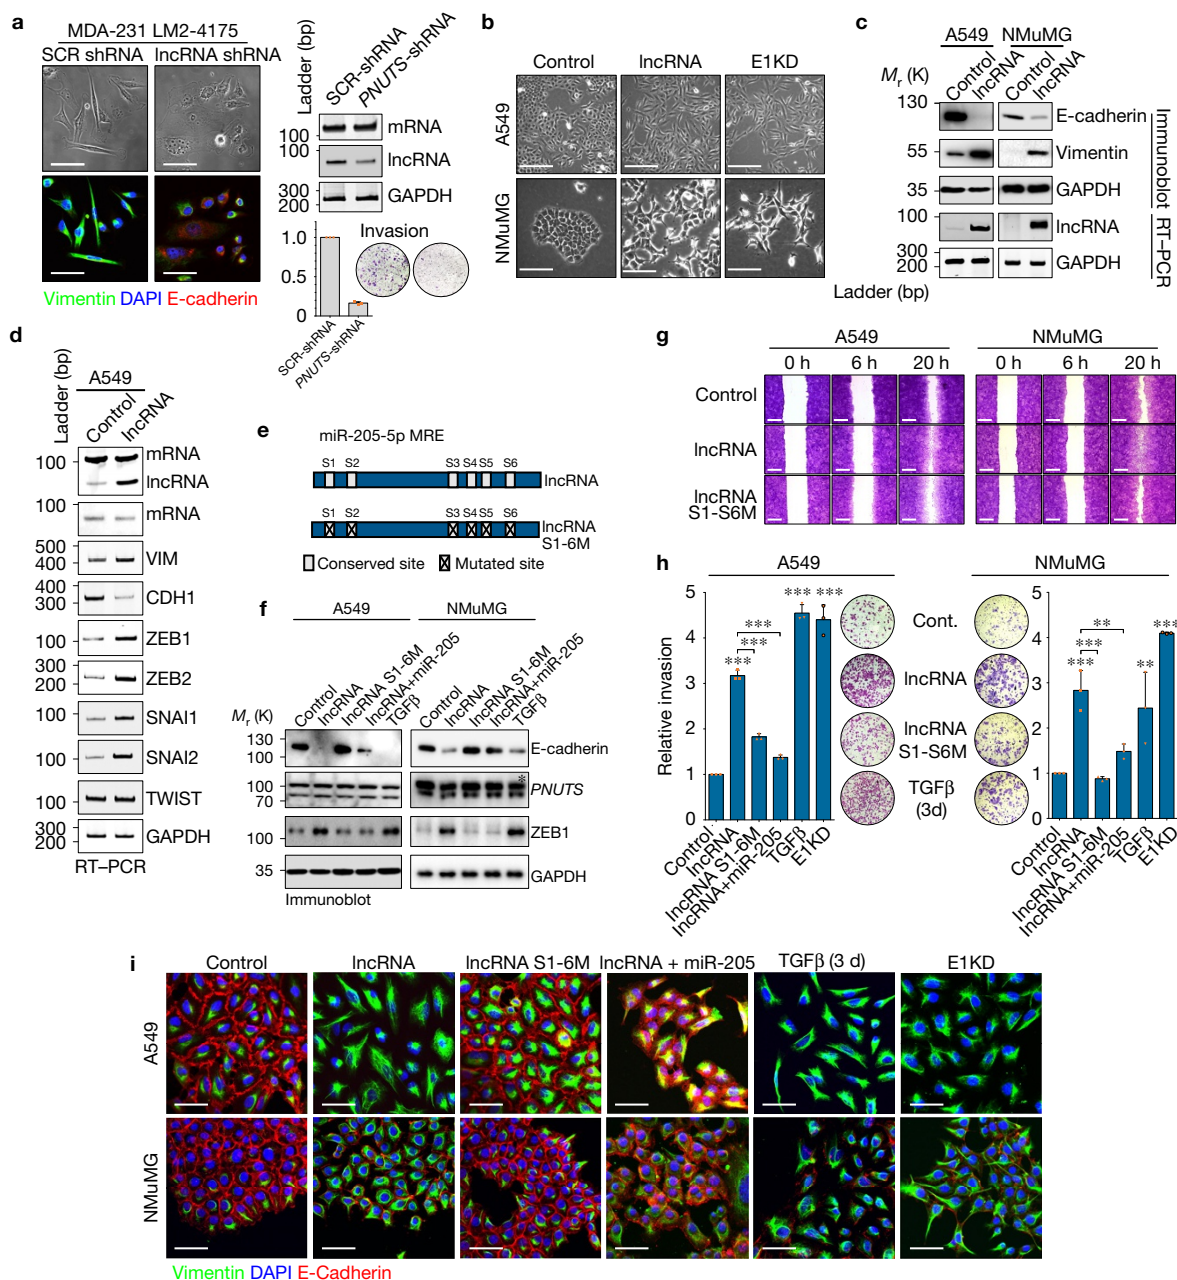 a
MDA-231 LM2-4175
SCR shRNA lncRNA shRNA
Vimentin DAPI E-cadherin
Ladder (bp)
SCR-shRNA
PNUTS-shRNA
100
mRNA
100
lncRNA
300
200
GAPDH
Invasion
1.0
0.5
0
SCR-shRNA
PNUTS-shRNA
b
Control lncRNA E1KD
A549
NMuMG
c
A549 NMuMG
Mr (K)
Control
lncRNA
Control
lncRNA
130
E-cadherin
55
Vimentin
35
GAPDH
100
lncRNA
300
200
GAPDH
Ladder (bp)
Immunoblot
RT–PCR
d
Ladder (bp)
A549
Control
lncRNA
100
mRNA
lncRNA
100
mRNA
500
400
VIM
400
300
CDH1
100
ZEB1
300
200
ZEB2
100
SNAI1
100
SNAI2
100
TWIST
300
200
GAPDH
RT–PCR
e
miR-205-5p MRE
S1 S2 S3 S4 S5 S6
lncRNA
S1 S2 S3 S4 S5 S6
lncRNA
S1-6M
Conserved site Mutated site
f
A549 NMuMG
Mr (K)
Control
lncRNA
lncRNA S1-6M
lncRNA+miR-205
TGFβ
Control
lncRNA
lncRNA S1-6M
lncRNA+miR-205
TGFβ
130
100
E-cadherin
100
70
*
PNUTS
100
ZEB1
35
GAPDH
Immunoblot
g
A549 NMuMG
0 h 6 h 20 h 0 h 6 h 20 h
Control
lncRNA
lncRNA
S1-S6M
h
A549
Relative invasion
5
4
3
2
1
0
***
***
***
*** ***
Control
lncRNA
lncRNA S1-6M
lncRNA+miR-205
TGFβ
E1KD
Cont.
lncRNA
lncRNA
S1-S6M
TGFβ
(3d)
NMuMG
5
4
3
2
1
0
**
***
***
**
***
Control
lncRNA
lncRNA S1-6M
lncRNA+miR-205
TGFβ
E1KD
i
Control lncRNA lncRNA S1-6M lncRNA + miR-205 TGFβ (3 d) E1KD
A549
NMuMG
Vimentin DAPI E-Cadherin